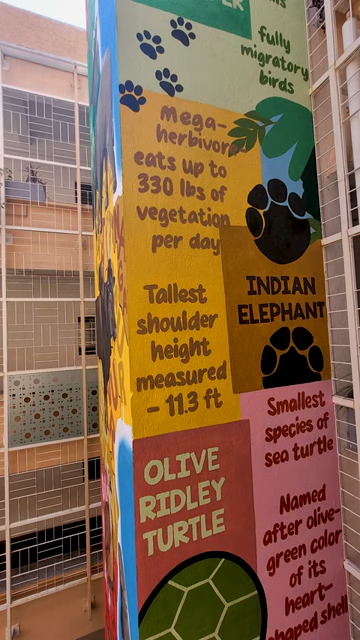 fully
migratory
birds
Mega-
herbivor
eats up to
330 lbs of
vegetation
per day
Tallest
shoulder
height
measured
- 11.3 ft
INDIAN
ELEPHANT
Smallest
species of
sea turtle
Named
after olive-
green color
of its
heart-
shaped shell
OLIVE
RIDLEY
TURTLE